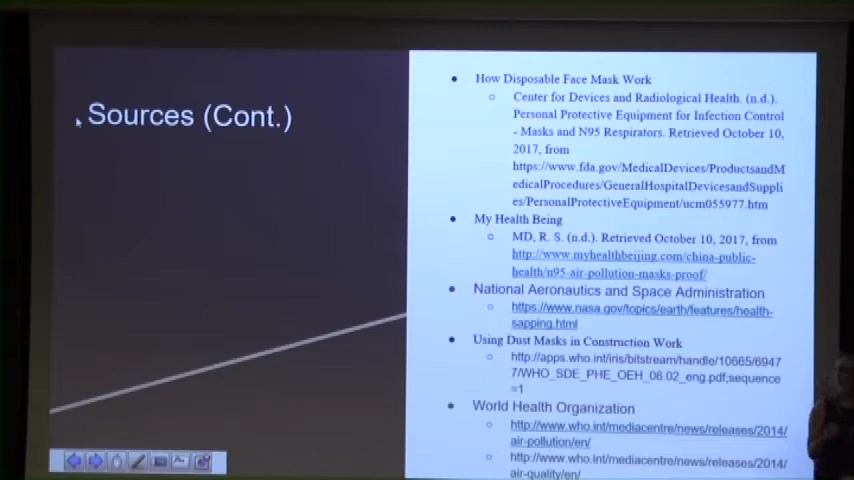 Sources (Cont.)
How Disposable Face Mask Work
Center for Devices and Radiological Health. (n.d.).
Personal Protective Equipment for Infection Control
- Masks and N95 Respirators. Retrieved October 10,
2017, from
https://www.fda.gov/MedicalDevices/ProductsandM
edicalProcedures/GeneralHospitalDevicesandSuppli
es/PersonalProtectiveEquipment/ucm055977.htm
My Health Being
MD, R. S. (n.d.). Retrieved October 10, 2017, from
http://www.myhealthbeijing.com/china-public-
health/n95-air-pollution-masks-proof/
National Aeronautics and Space Administration
https://www.nasa.gov/topics/earth/features/health-
sapping.html
Using Dust Masks in Construction Work
http://apps.who.int/iris/bitstream/handle/10665/6947
7/WHO_SDE_PHE_OEH_06.02_eng.pdf;sequence
=1
World Health Organization
http://www.who.int/mediacentre/news/releases/2014/
air-pollution/en/
http://www.who.int/mediacentre/news/releases/2014/
air-quality/en/